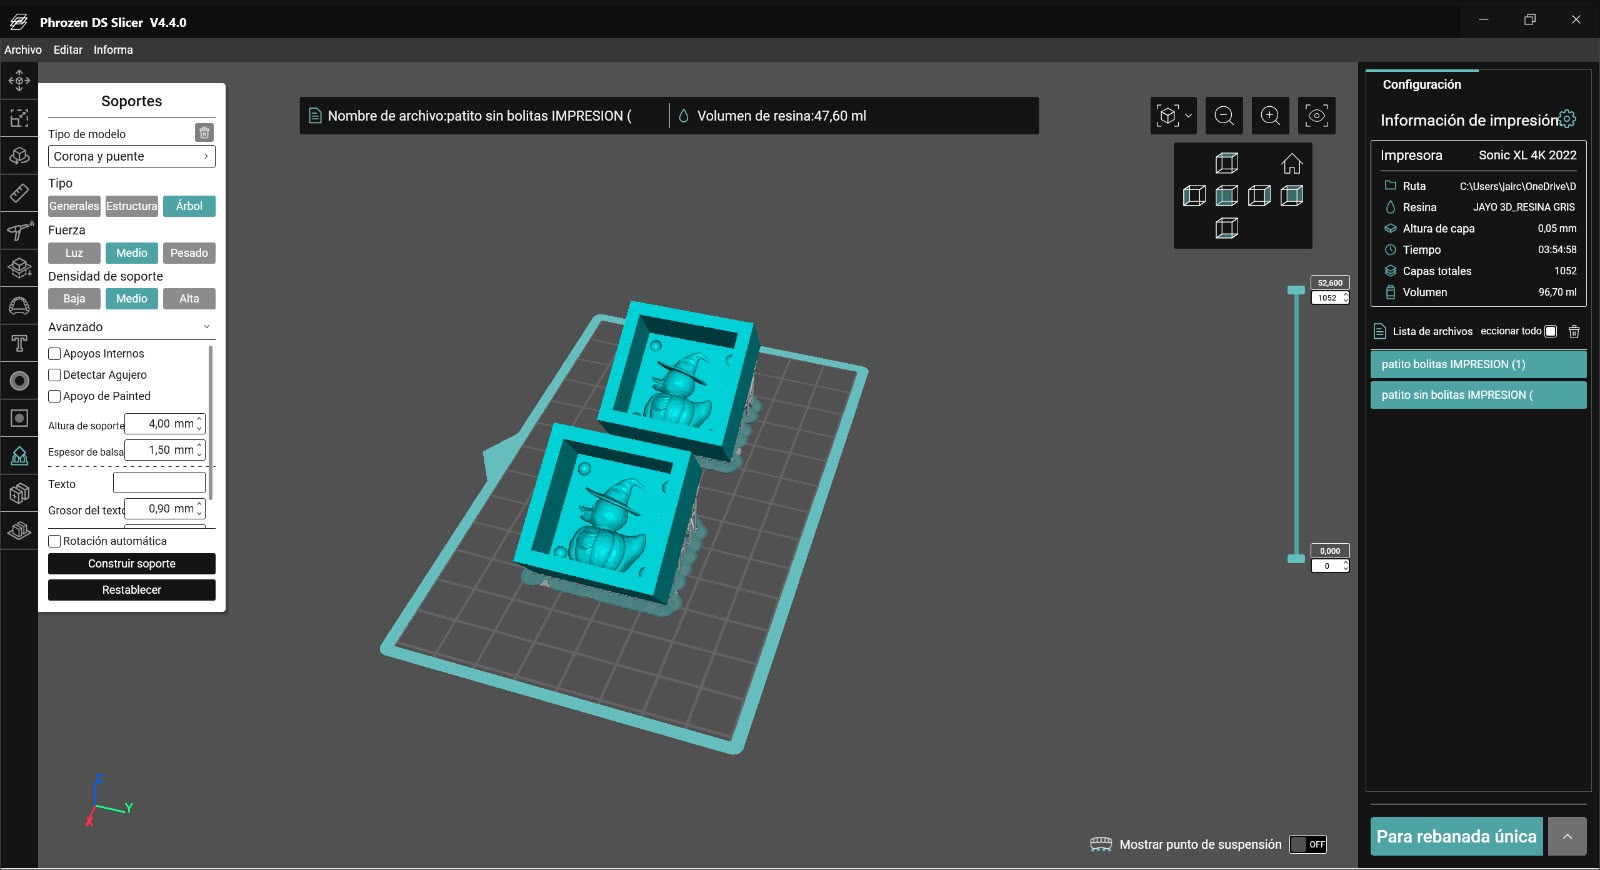 Phrozen DS Slicer V4.4.0
Archivo Editar Informa
Soportes
Tipo de modelo
Corona y puente
Tipo
Generales Estructura Árbol
Fuerza
Luz Medio Pesado
Densidad de soporte
Baja Medio Alta
Avanzado
Apoyos Internos
Detectar Agujero
Apoyo de Painted
Altura de soporte 4,00 mm
Espesor de balsa 1,50 mm
Texto
Grosor del texto 0,90 mm
Rotación automática
Construir soporte
Restablecer
Nombre de archivo:patito sin bolitas IMPRESION (
Volumen de resina:47,60 ml
52,600
1052
0,000
0
Z
Y
X
Mostrar punto de suspensión OFF
Configuración
Información de impresión
Impresora Sonic XL 4K 2022
Ruta C:\Users\jairc\OneDrive\D
Resina JAYO 3D_RESINA GRIS
Altura de capa 0,05 mm
Tiempo 03:54:58
Capas totales 1052
Volumen 96,70 ml
Lista de archivos eccionar todo
patito bolitas IMPRESION (1)
patito sin bolitas IMPRESION (
Para rebanada única